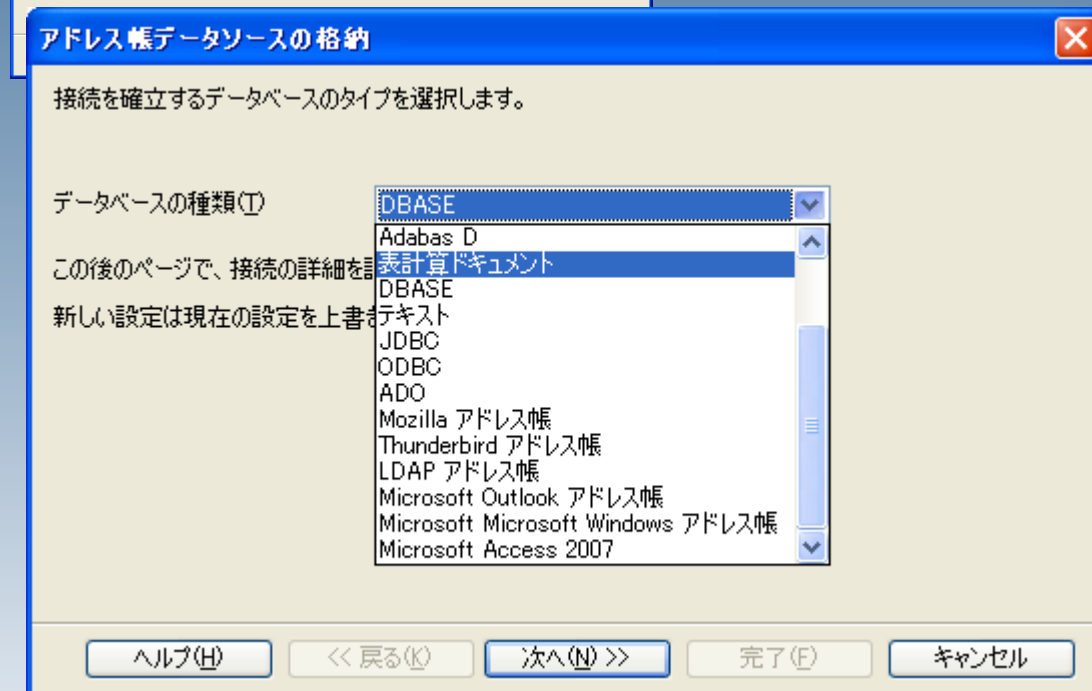 アドレス帳データソースの格納
接続を確立するデータベースのタイプを選択します。
データベースの種類(T)
DBASE
Adabas D
この後のページで、接続の詳細を
表計算ドキュメント
DBASE
新しい設定は現在の設定を上書き
テキスト
JDBC
ODBC
ADO
Mozilla アドレス帳
Thunderbird アドレス帳
LDAP アドレス帳
Microsoft Outlook アドレス帳
Microsoft Microsoft Windows アドレス帳
Microsoft Access 2007
ヘルプ(H)
<< 戻る(K)
次へ(N) >>
完了(F)
キャンセル